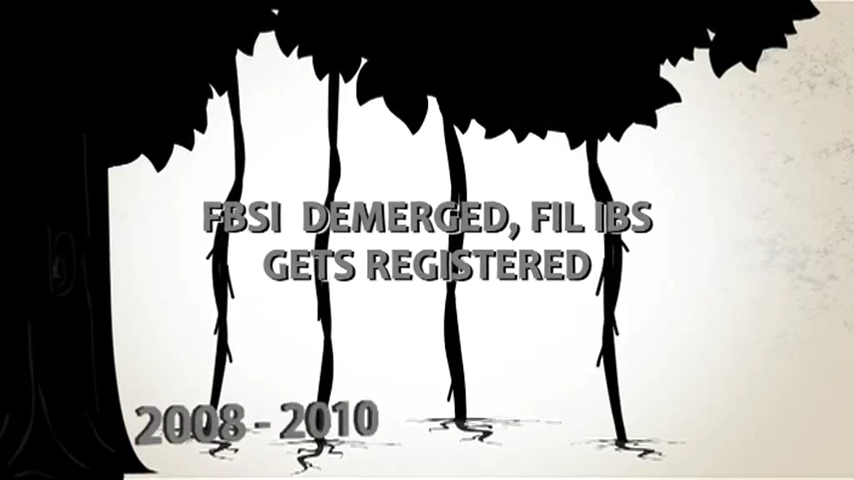 FBSI DEMERGED, FIL IBS
GETS REGISTERED
2008 - 2010